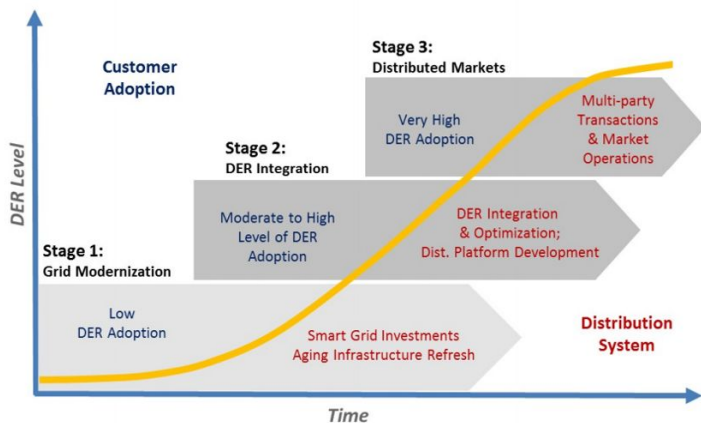 Customer
Adoption
Stage 3:
Distributed Markets
Very High
DER Adoption
Multi-party
Transactions
& Market
Operations
Stage 2:
DER Integration
Moderate to High
Level of DER
Adoption
DER Integration
& Optimization;
Dist. Platform Development
Stage 1:
Grid Modernization
Low
DER Adoption
Smart Grid Investments
Aging Infrastructure Refresh
Distribution
System
DER Level
Time